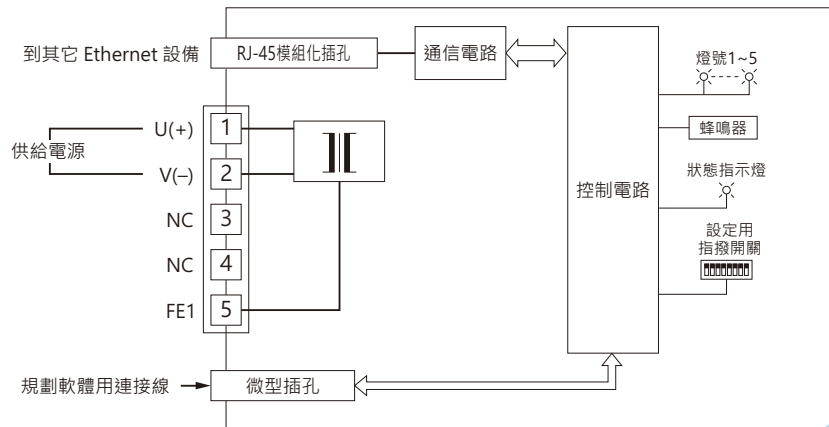 到其它 Ethernet 設備
RJ-45模組化插孔
通信電路
燈號1~5
U(+)
1
供給電源
V(–)
2
蜂鳴器
控制電路
狀態指示燈
NC
3
設定用
指撥開關
NC
4
FE1
5
規劃軟體用連接線
微型插孔